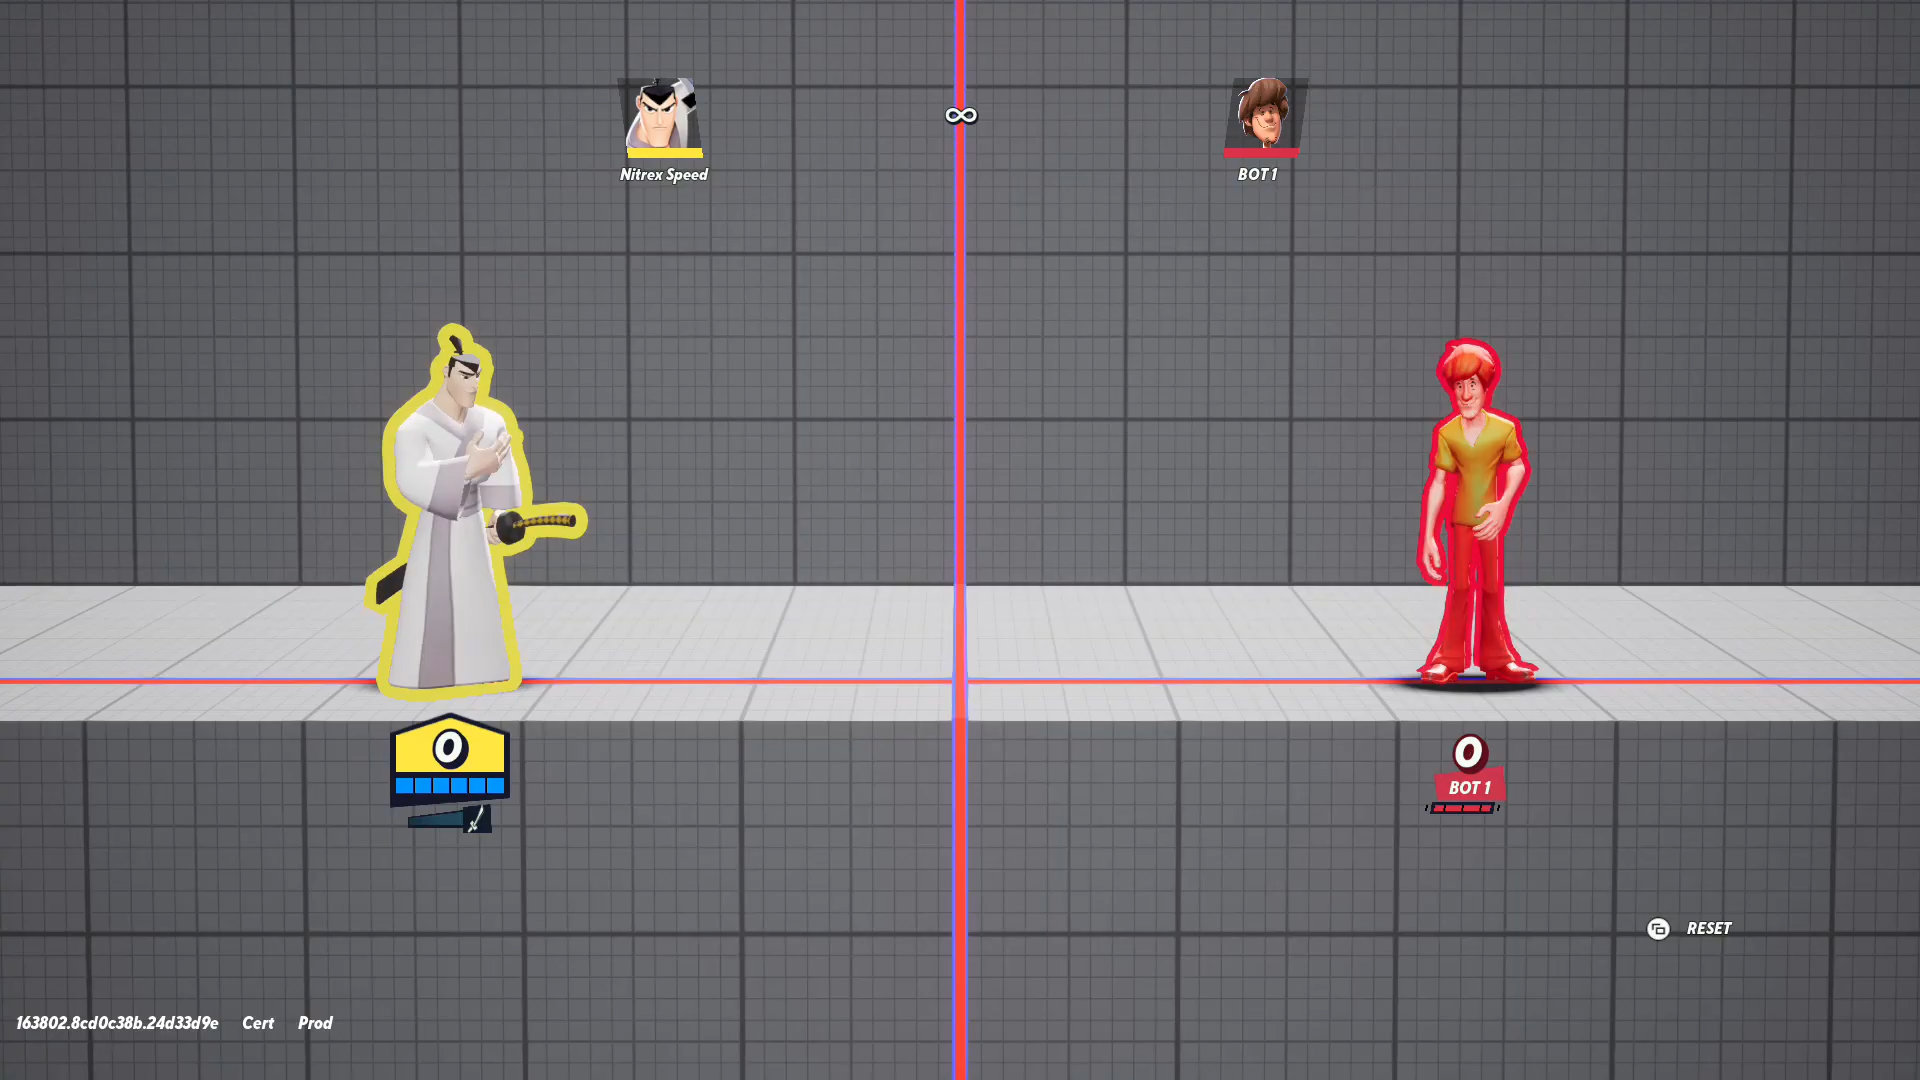 ∞
Nitrex Speed
BOT 1
0
0
BOT 1
RESET
163802.8cd0c38b.24d33d9e Cert Prod